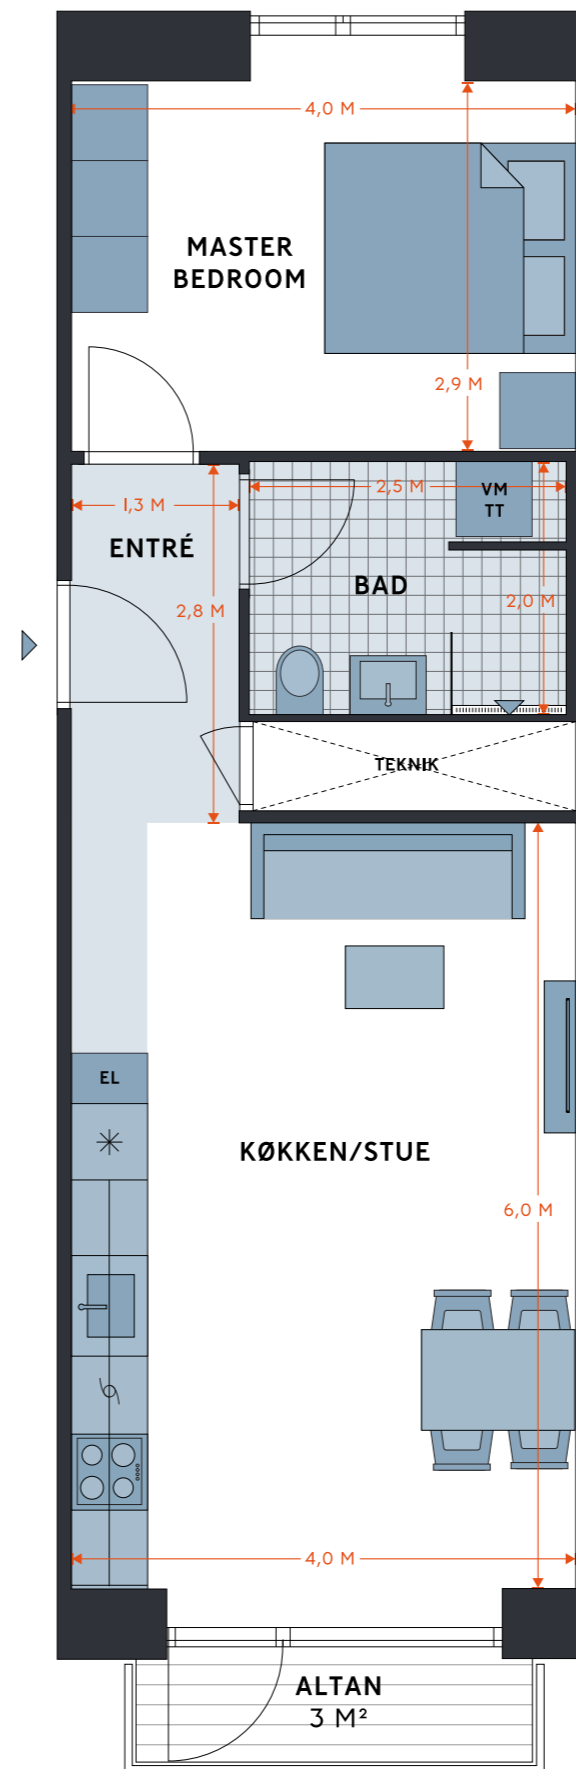 4,0 M
MASTER
BEDROOM
2,9 M
1,3 M
2,5 M
VM
TT
ENTRÉ
BAD
2,8 M
2,0 M
TEKNIK
EL
KØKKEN/STUE
6,0 M
4,0 M
ALTAN
3 M²